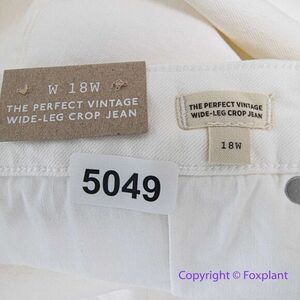 W 18W
THE PERFECT VINTAGE
WIDE-LEG CROP JEAN
THE PERFECT VINTAGE
WIDE-LEG CROP JEAN
18W
5049
Copyright © Foxplant